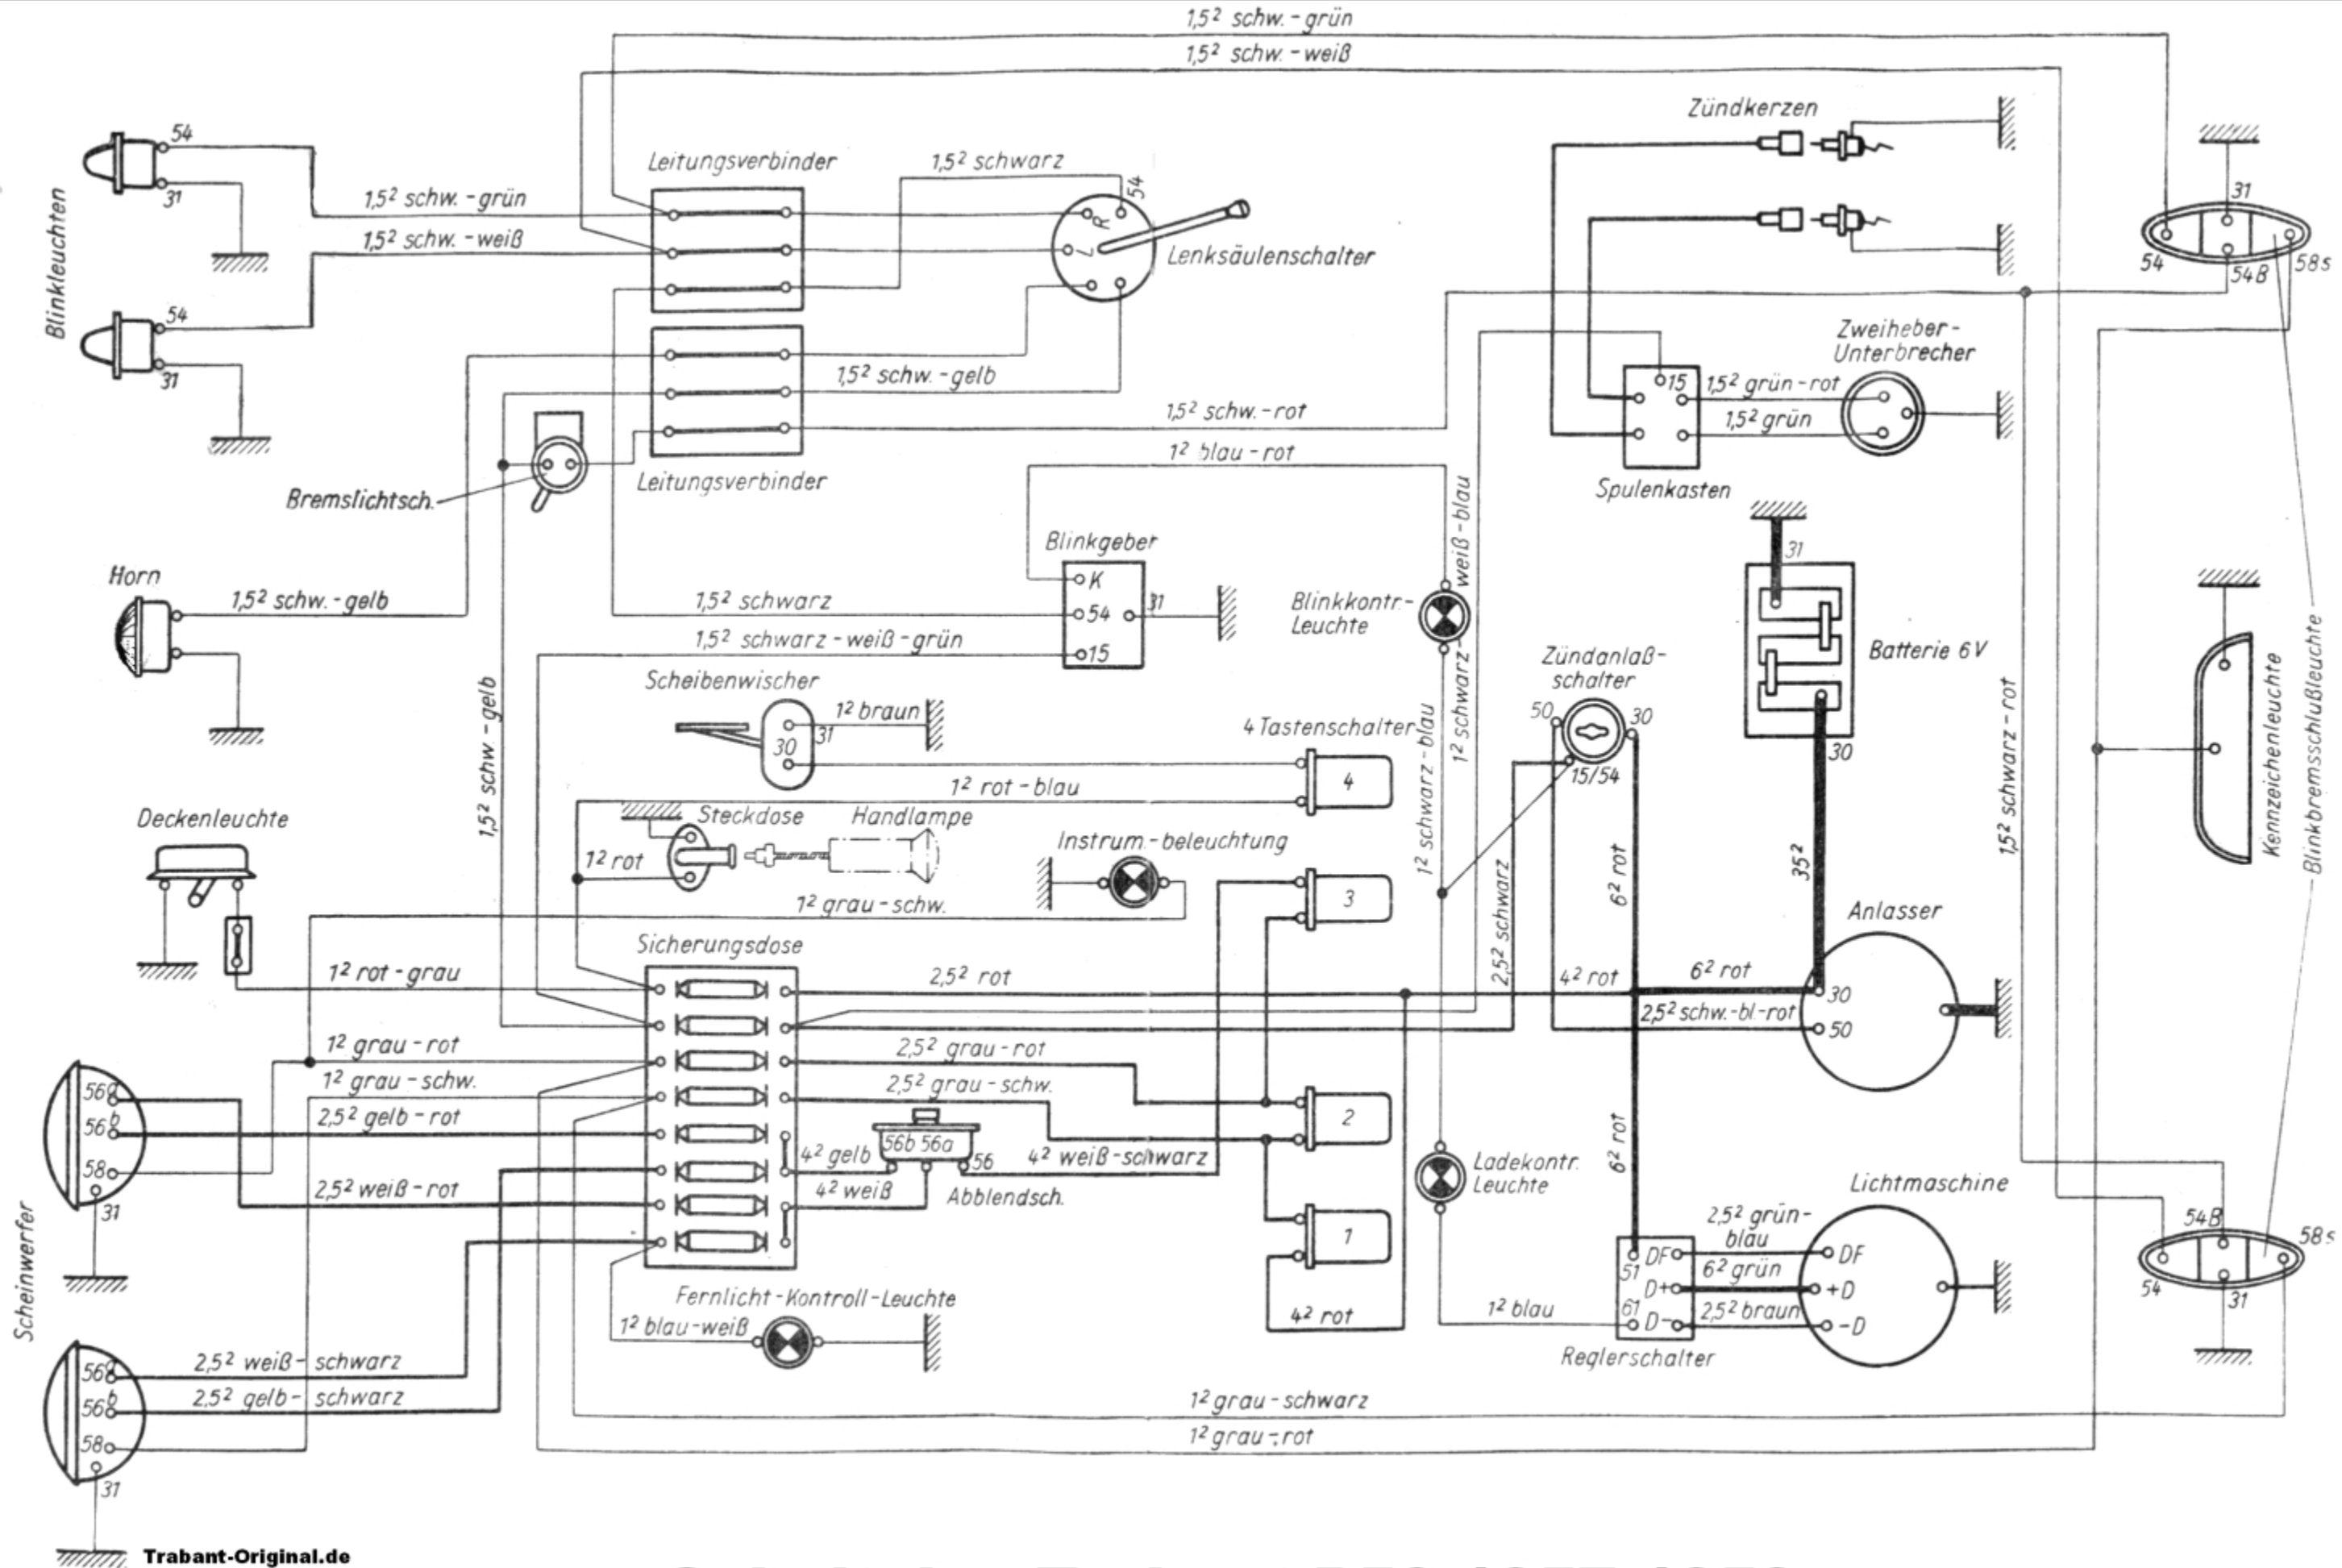 1,5² schw.-grün
1,5² schw.-weiß
Zündkerzen
54
31
Blinkleuchten
1,5² schw.-grün
1,5² schw.-weiß
54
31
Leitungsverbinder
1,5² schwarz
54
R
L
Lenksäulenschalter
31
54
54B
58s
Zweiheber-
Unterbrecher
15
1,5² grün-rot
1,5² grün
Spulenkasten
1,5² schw.-gelb
1,5² schw.-rot
1² blau-rot
Leitungsverbinder
Bremslichtsch.
Horn
1,5² schw.-gelb
Blinkgeber
K
54
31
15
1,5² schwarz
1,5² schwarz-weiß-grün
Blinkkontr.-
Leuchte
1² schwarz-weiß-blau
31
Batterie 6V
30
Zündanlaß-
schalter
50
30
15/54
Scheibenwischer
1² braun
31
30
4 Tastenschalter
4
1² rot-blau
1,5² schw-gelb
1² schwarz-blau
1,5² schwarz-rot
Kennzeichenleuchte
Blinkbremsschlußleuchte
Deckenleuchte
Steckdose
Handlampe
1² rot
Instrum.-beleuchtung
1² grau-schw.
3
2,5² schwarz
6² rot
35²
Anlasser
Sicherungsdose
1² rot-grau
2,5² rot
4² rot
6² rot
30
2,5² schw.-bl.-rot
50
1² grau-rot
2,5² grau-rot
1² grau-schw.
2,5² grau-schw.
2,5² gelb-rot
56a
56b
58
31
Scheinwerfer
2
4² gelb
56b 56a
56
4² weiß-schwarz
4² weiß
Abblendsch.
2,5² weiß-rot
6² rot
Ladekontr.
Leuchte
1
Lichtmaschine
2,5² grün-
blau
DF
DF
51
6² grün
D+
+D
61
D-
2,5² braun
-D
1² blau
Reglerschalter
54B
58s
54
31
Fernlicht-Kontroll-Leuchte
1² blau-weiß
4² rot
56a
56b
58
31
2,5² weiß-schwarz
2,5² gelb-schwarz
1² grau-schwarz
1² grau-rot
Trabant-Original.de